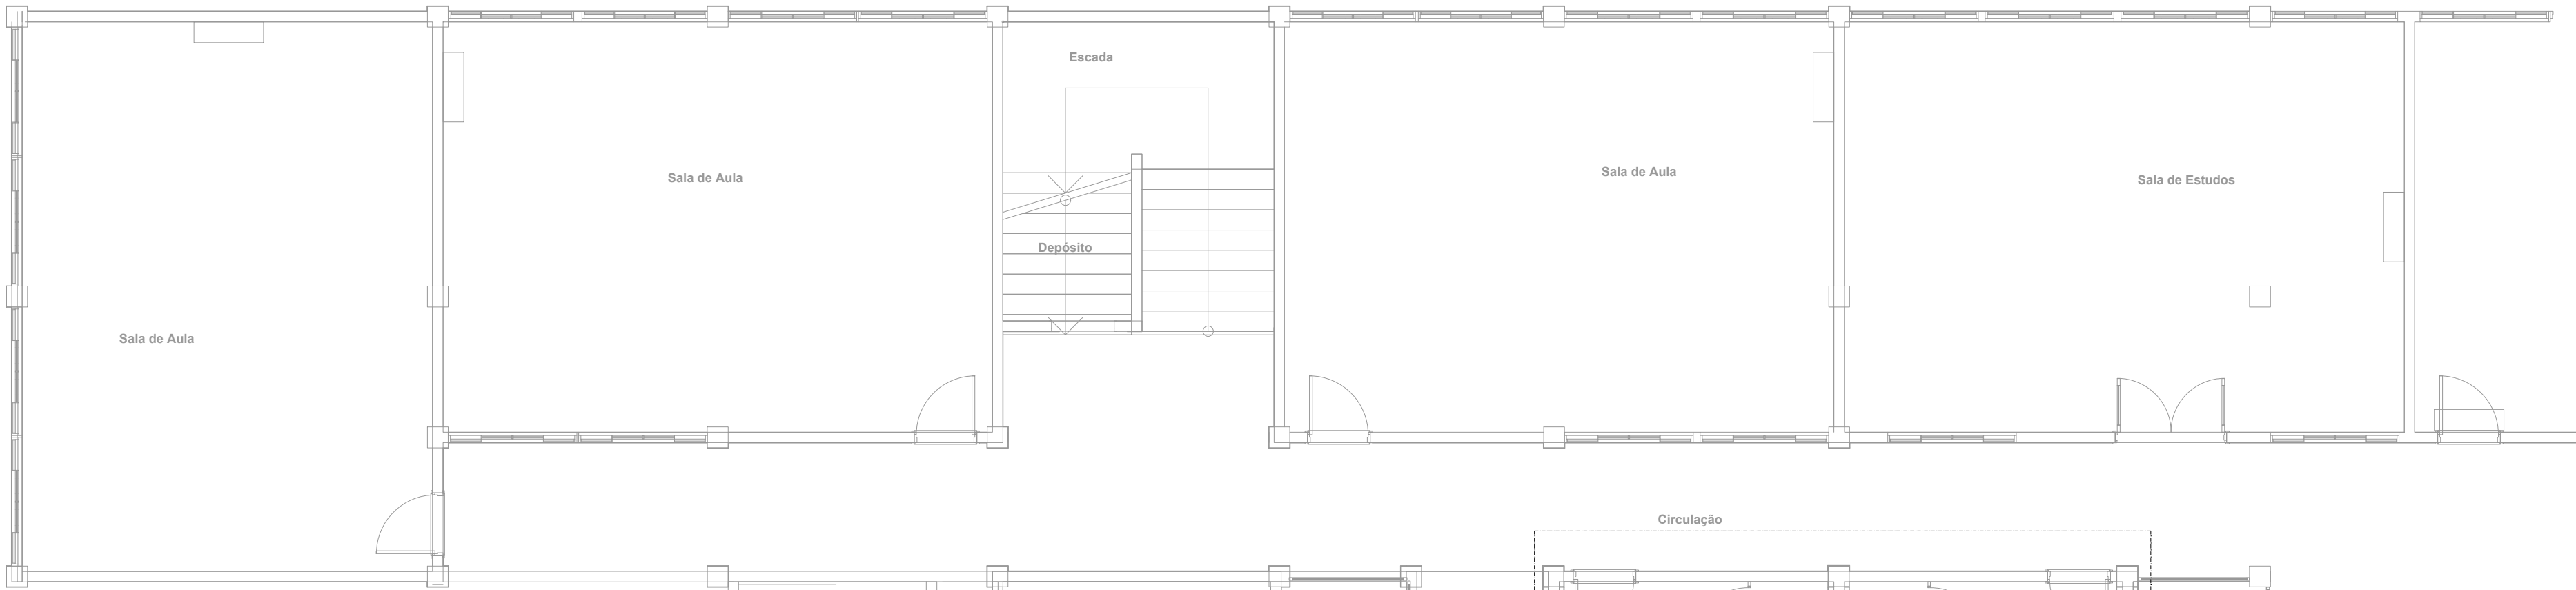 Escada
Sala de Aula
Sala de Aula
Sala de Estudos
Depósito
Sala de Aula
Circulação